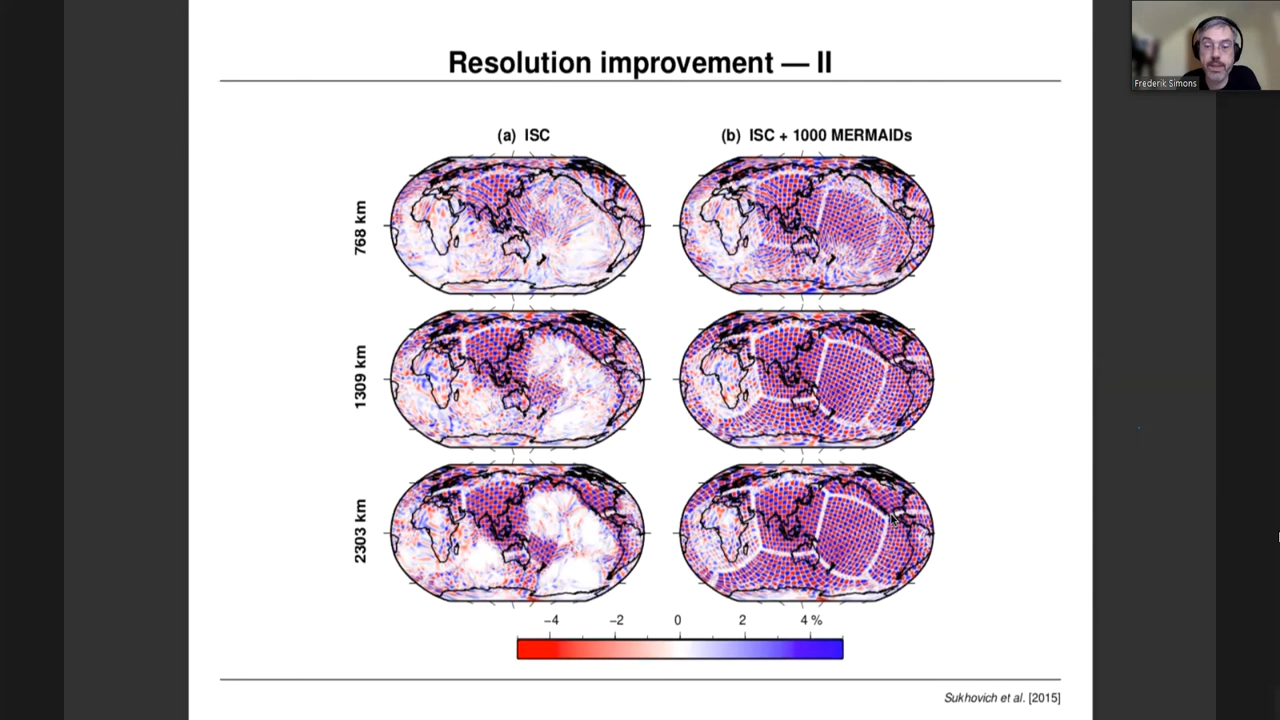 Resolution improvement — II
Frederik Simons
(a) ISC
(b) ISC + 1000 MERMAIDs
768 km
1309 km
2303 km
−4 −2 0 2 4 %
Sukhovich et al. [2015]